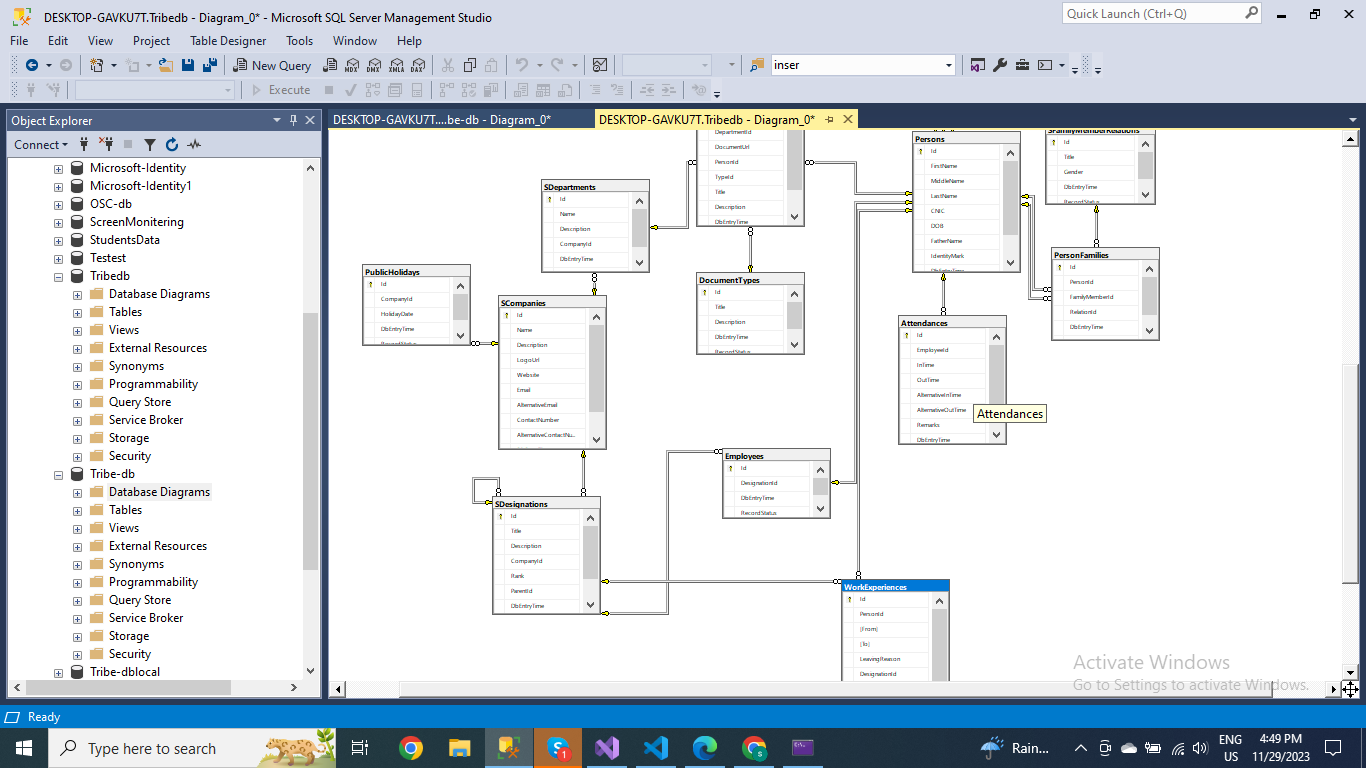 DESKTOP-GAVKU7T.Tribedb - Diagram_0* - Microsoft SQL Server Management Studio
Quick Launch (Ctrl+Q)
File Edit View Project Table Designer Tools Window Help
New Query
MDX DMX XMLA DAX
inser
Execute
Object Explorer
Connect
Microsoft-Identity
Microsoft-Identity1
OSC-db
ScreenMonitering
StudentsData
Testest
Tribedb
Database Diagrams
Tables
Views
External Resources
Synonyms
Programmability
Query Store
Service Broker
Storage
Security
Tribe-db
Database Diagrams
Tables
Views
External Resources
Synonyms
Programmability
Query Store
Service Broker
Storage
Security
Tribe-dblocal
DESKTOP-GAVKU7T....be-db - Diagram_0*
DESKTOP-GAVKU7T.Tribedb - Diagram_0*
DepartmentId
DocumentUrl
PersonId
TypeId
Title
Description
DbEntryTime
Persons
Id
FirstName
MiddleName
LastName
CNIC
DOB
FatherName
IdentityMark
DbEntryTime
SFamilyMemberRelations
Id
Title
Gender
DbEntryTime
RecordStatus
SDepartments
Id
Name
Description
CompanyId
DbEntryTime
PublicHolidays
Id
CompanyId
HolidayDate
DbEntryTime
RecordStatus
DocumentTypes
Id
Title
Description
DbEntryTime
RecordStatus
PersonFamilies
Id
PersonId
FamilyMemberId
RelationId
DbEntryTime
SCompanies
Id
Name
Description
LogoUrl
Website
Email
AlternativeEmail
ContactNumber
AlternativeContactNu...
Attendances
Id
EmployeeId
InTime
OutTime
AlternativeInTime
AlternativeOutTime
Remarks
DbEntryTime
Attendances
Employees
Id
DesignationId
DbEntryTime
RecordStatus
SDesignations
Id
Title
Description
CompanyId
Rank
ParentId
DbEntryTime
WorkExperiences
Id
PersonId
[From]
[To]
LeavingReason
DesignationId
Activate Windows
Go to Settings to activate Windows.
Ready
Type here to search
1
S
Rain...
ENG
US
4:49 PM
11/29/2023